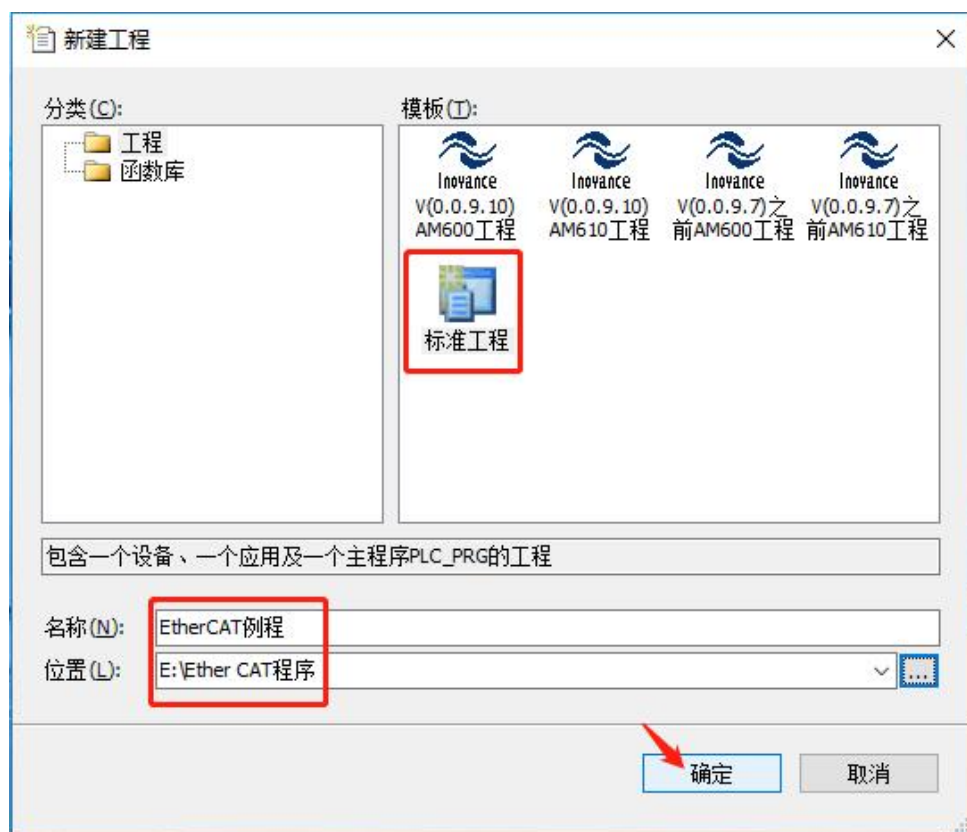 新建工程
分类(C):
模板(T):
工程
函数库
Inovance Inovance Inovance Inovance
V(0.0.9.10) V(0.0.9.10) V(0.0.9.7)之 V(0.0.9.7)之
AM600工程 AM610工程 前AM600工程 前AM610工程
标准工程
包含一个设备、一个应用及一个主程序PLC_PRG的工程
名称(N): EtherCAT例程
位置(L): E:\Ether CAT程序
...
确定 取消